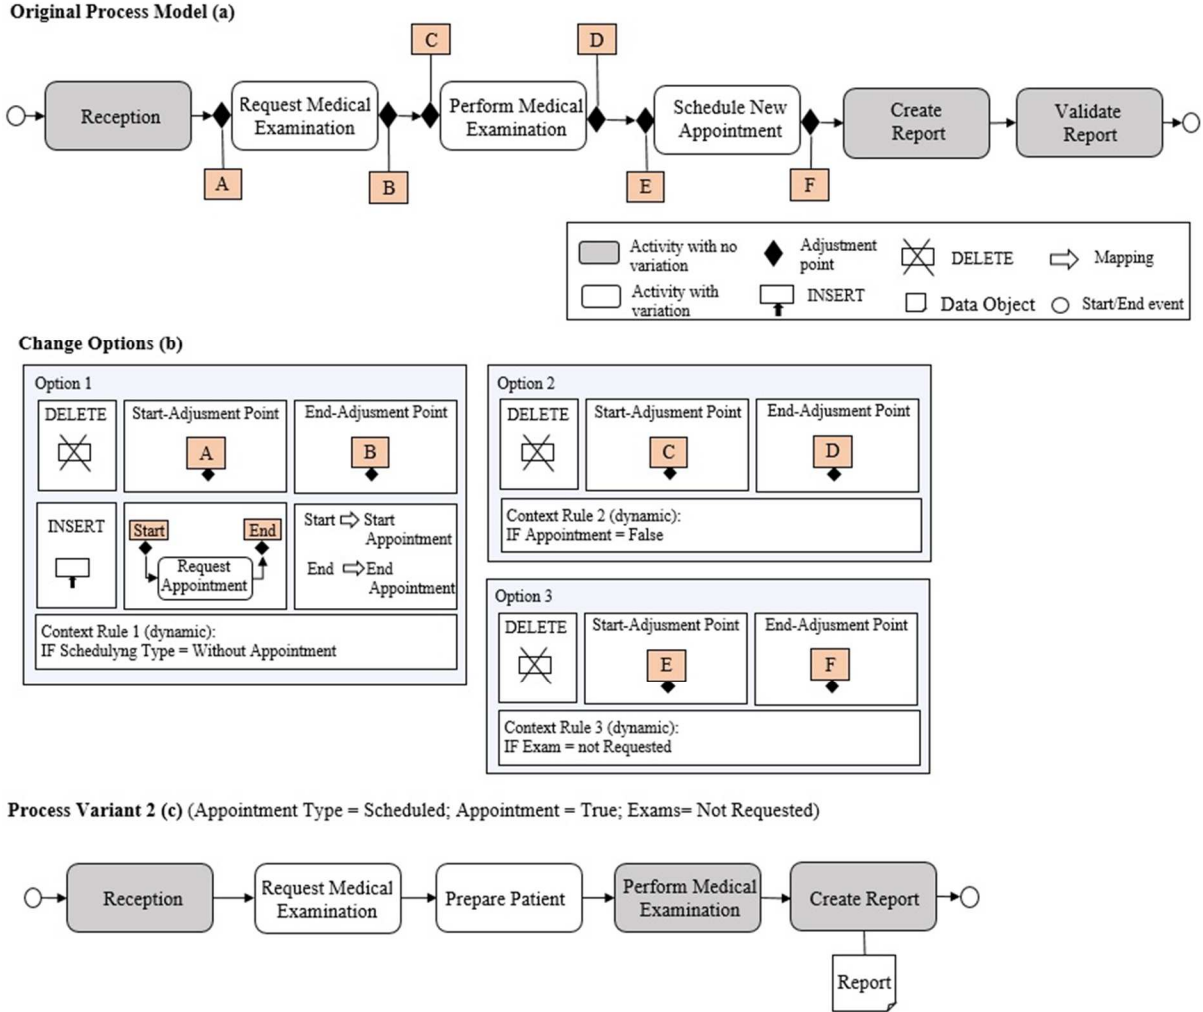 Original Process Model (a)
C
D
Reception
Request Medical
Examination
Perform Medical
Examination
Schedule New
Appointment
Create
Report
Validate
Report
A
B
E
F
Activity with no
variation
Adjustment
point
DELETE
Mapping
Activity with
variation
INSERT
Data Object
Start/End event
Change Options (b)
Option 1
DELETE
Start-Adjusment Point
End-Adjusment Point
A
B
INSERT
Start
End
Request
Appointment
Start
Start
Appointment
End
End
Appointment
Context Rule 1 (dynamic):
IF Schedulyng Type = Without Appointment
Option 2
DELETE
Start-Adjusment Point
End-Adjusment Point
C
D
Context Rule 2 (dynamic):
IF Appointment = False
Option 3
DELETE
Start-Adjusment Point
End-Adjusment Point
E
F
Context Rule 3 (dynamic):
IF Exam = not Requested
Process Variant 2 (c) (Appointment Type = Scheduled; Appointment = True; Exams= Not Requested)
Reception
Request Medical
Examination
Prepare Patient
Perform Medical
Examination
Create Report
Report